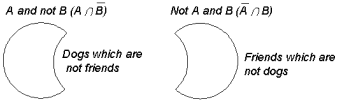 A and not B (A ∩ B̅)
Dogs which are
not friends
Not A and B (A̅ ∩ B)
Friends which are
not dogs